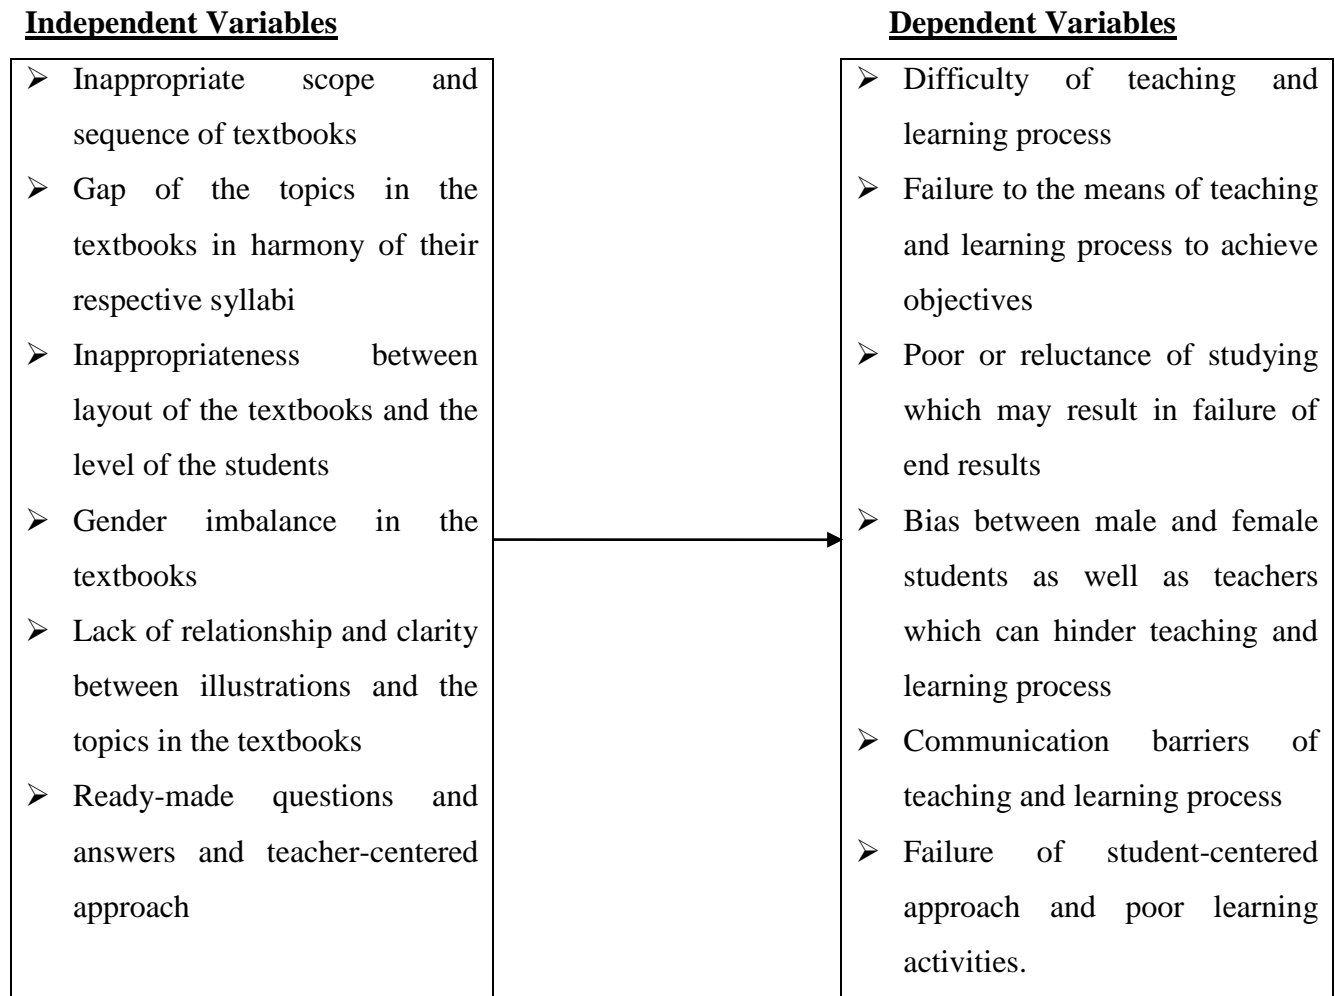 Independent Variables
➢ Inappropriate scope and
sequence of textbooks
➢ Gap of the topics in the
textbooks in harmony of their
respective syllabi
➢ Inappropriateness between
layout of the textbooks and the
level of the students
➢ Gender imbalance in the
textbooks
➢ Lack of relationship and clarity
between illustrations and the
topics in the textbooks
➢ Ready-made questions and
answers and teacher-centered
approach
Dependent Variables
➢ Difficulty of teaching and
learning process
➢ Failure to the means of teaching
and learning process to achieve
objectives
➢ Poor or reluctance of studying
which may result in failure of
end results
➢ Bias between male and female
students as well as teachers
which can hinder teaching and
learning process
➢ Communication barriers of
teaching and learning process
➢ Failure of student-centered
approach and poor learning
activities.